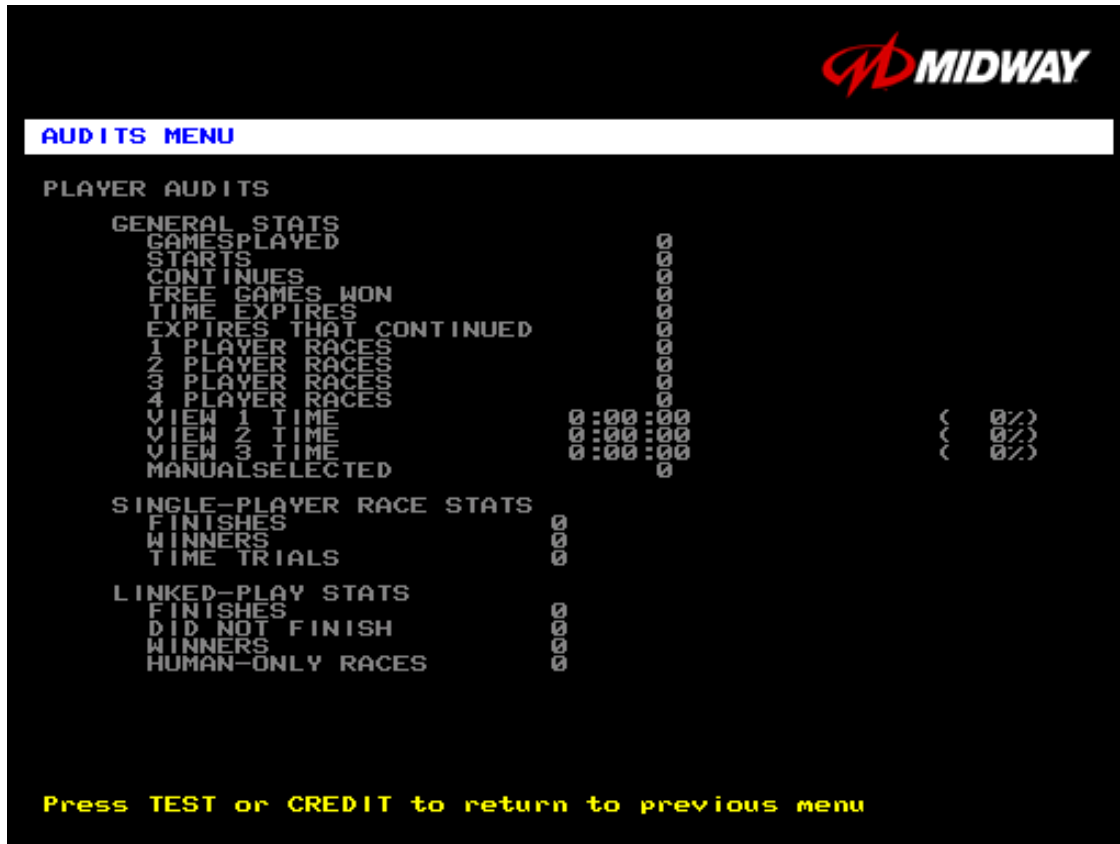 MIDWAY
AUDITS MENU
PLAYER AUDITS
GENERAL STATS
GAMESPLAYED 0
STARTS 0
CONTINUES 0
FREE GAMES WON 0
TIME EXPIRES 0
EXPIRES THAT CONTINUED 0
1 PLAYER RACES 0
2 PLAYER RACES 0
3 PLAYER RACES 0
4 PLAYER RACES 0
VIEW 1 TIME 0:00:00 ( 0%)
VIEW 2 TIME 0:00:00 ( 0%)
VIEW 3 TIME 0:00:00 ( 0%)
MANUALSELECTED 0
SINGLE-PLAYER RACE STATS
FINISHES 0
WINNERS 0
TIME TRIALS 0
LINKED-PLAY STATS
FINISHES 0
DID NOT FINISH 0
WINNERS 0
HUMAN-ONLY RACES 0
Press TEST or CREDIT to return to previous menu